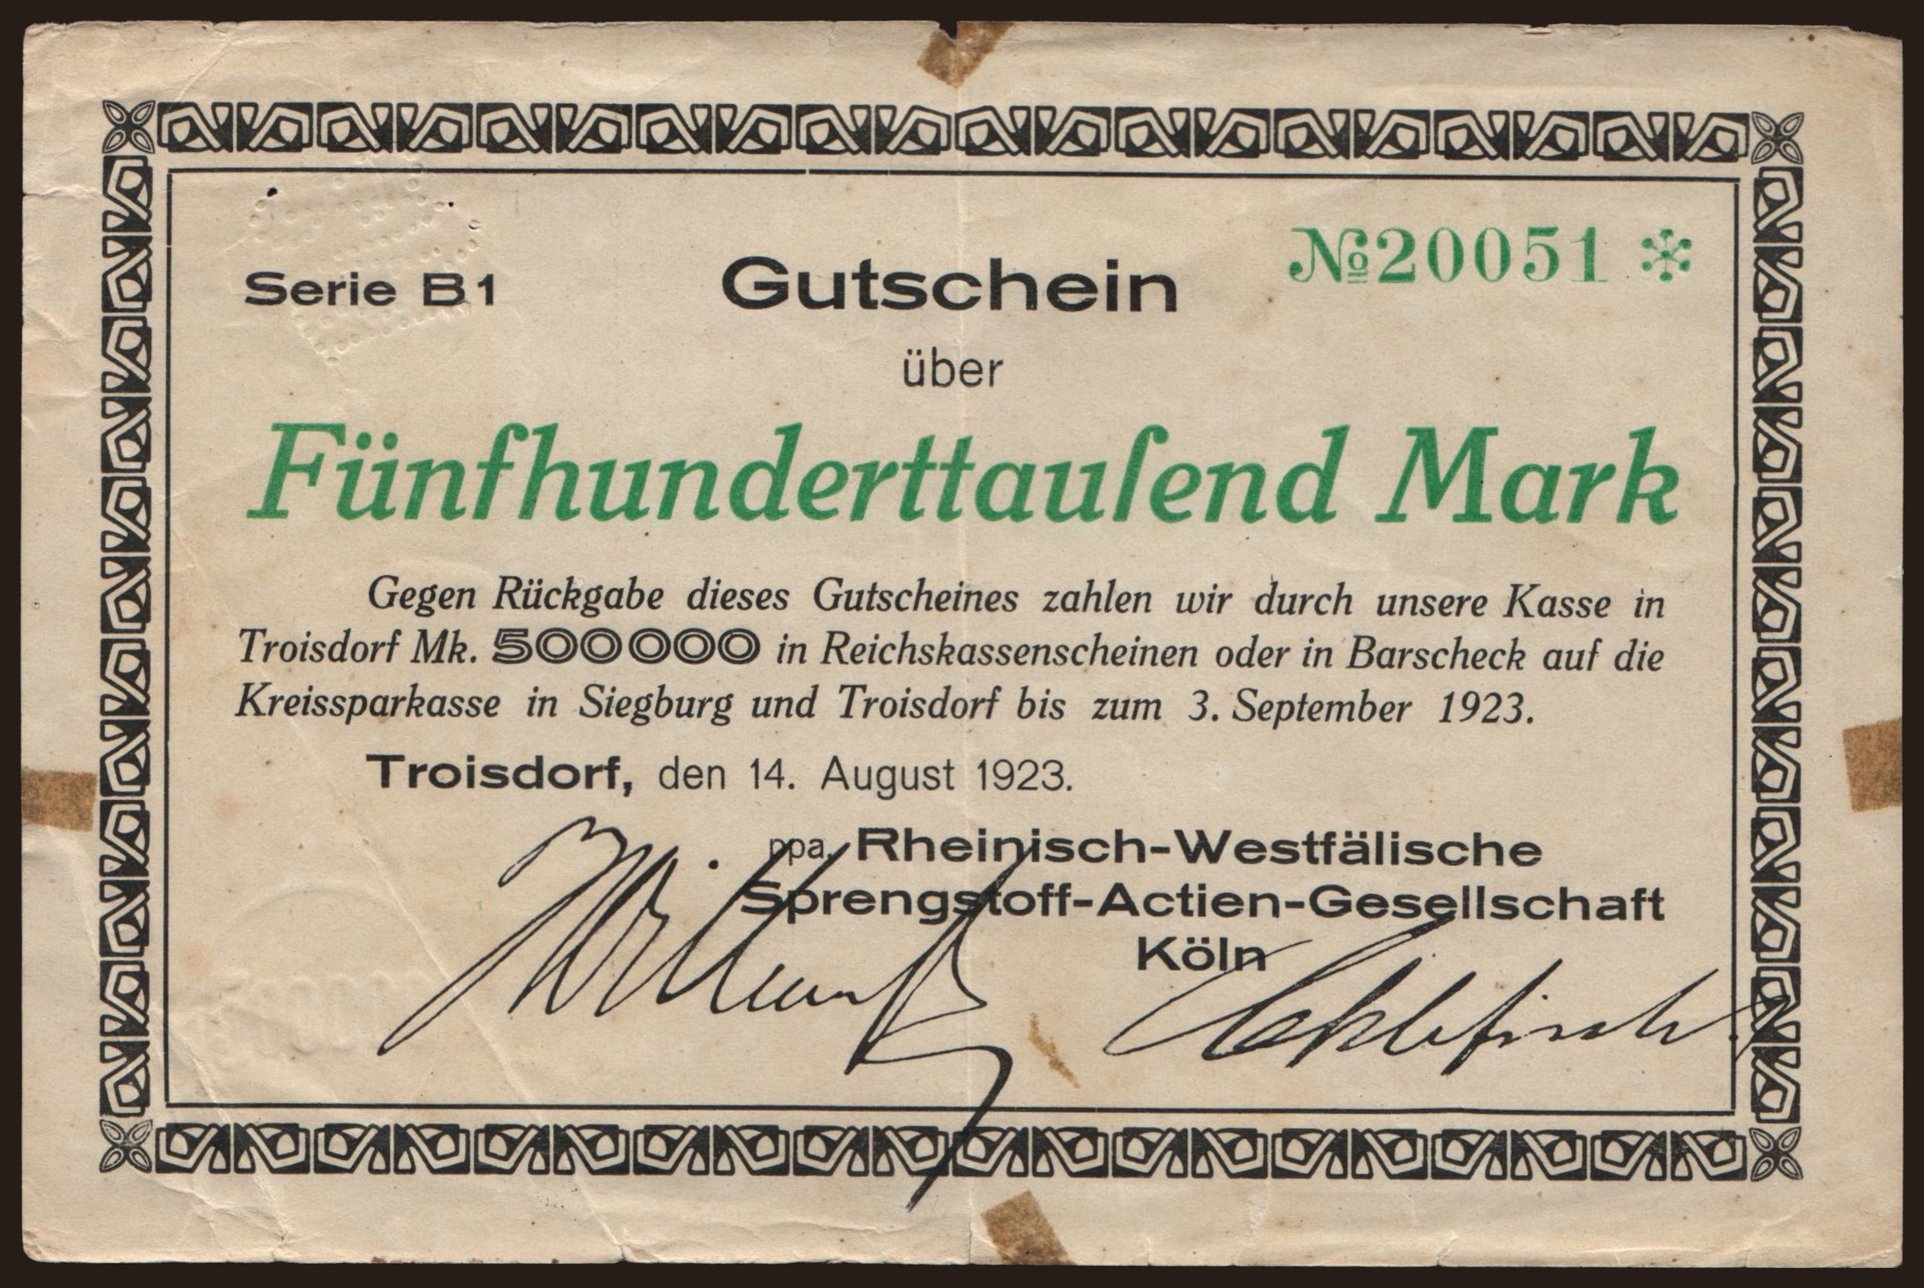 Serie B1
Gutschein
№20051 *
über
Fünfhunderttauſend Mark
Gegen Rückgabe dieses Gutscheines zahlen wir durch unsere Kasse in
Troisdorf Mk. 500000 in Reichskassenscheinen oder in Barscheck auf die
Kreissparkasse in Siegburg und Troisdorf bis zum 3. September 1923.
Troisdorf, den 14. August 1923.
ppa. Rheinisch-Westfälische
Sprengstoff-Actien-Gesellschaft
Köln